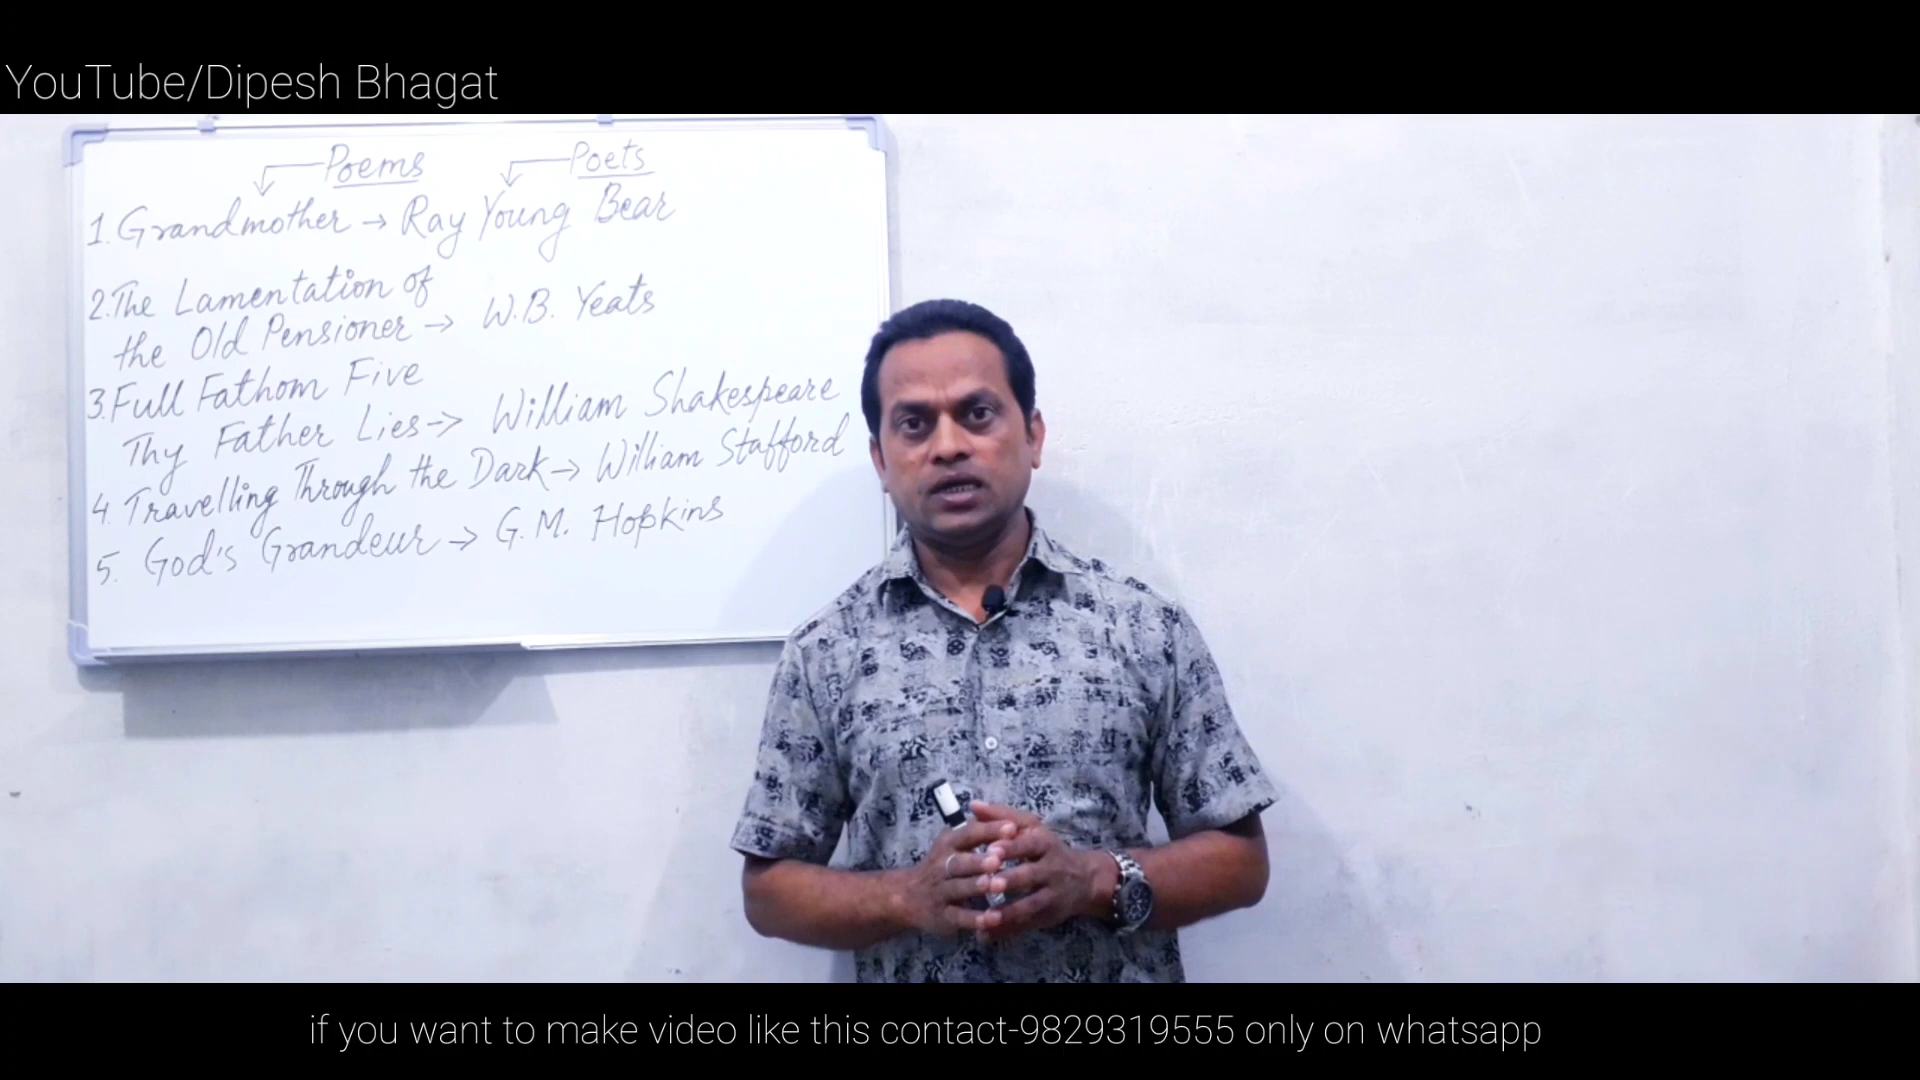 YouTube/Dipesh Bhagat
Poems Poets
1. Grandmother → Ray Young Bear
2. The Lamentation of
the Old Pensioner → W.B. Yeats
3. Full Fathom Five
Thy Father Lies → William Shakespeare
4. Travelling Through the Dark → William Stafford
5. God's Grandeur → G.M. Hopkins
if you want to make video like this contact-9829319555 only on whatsapp